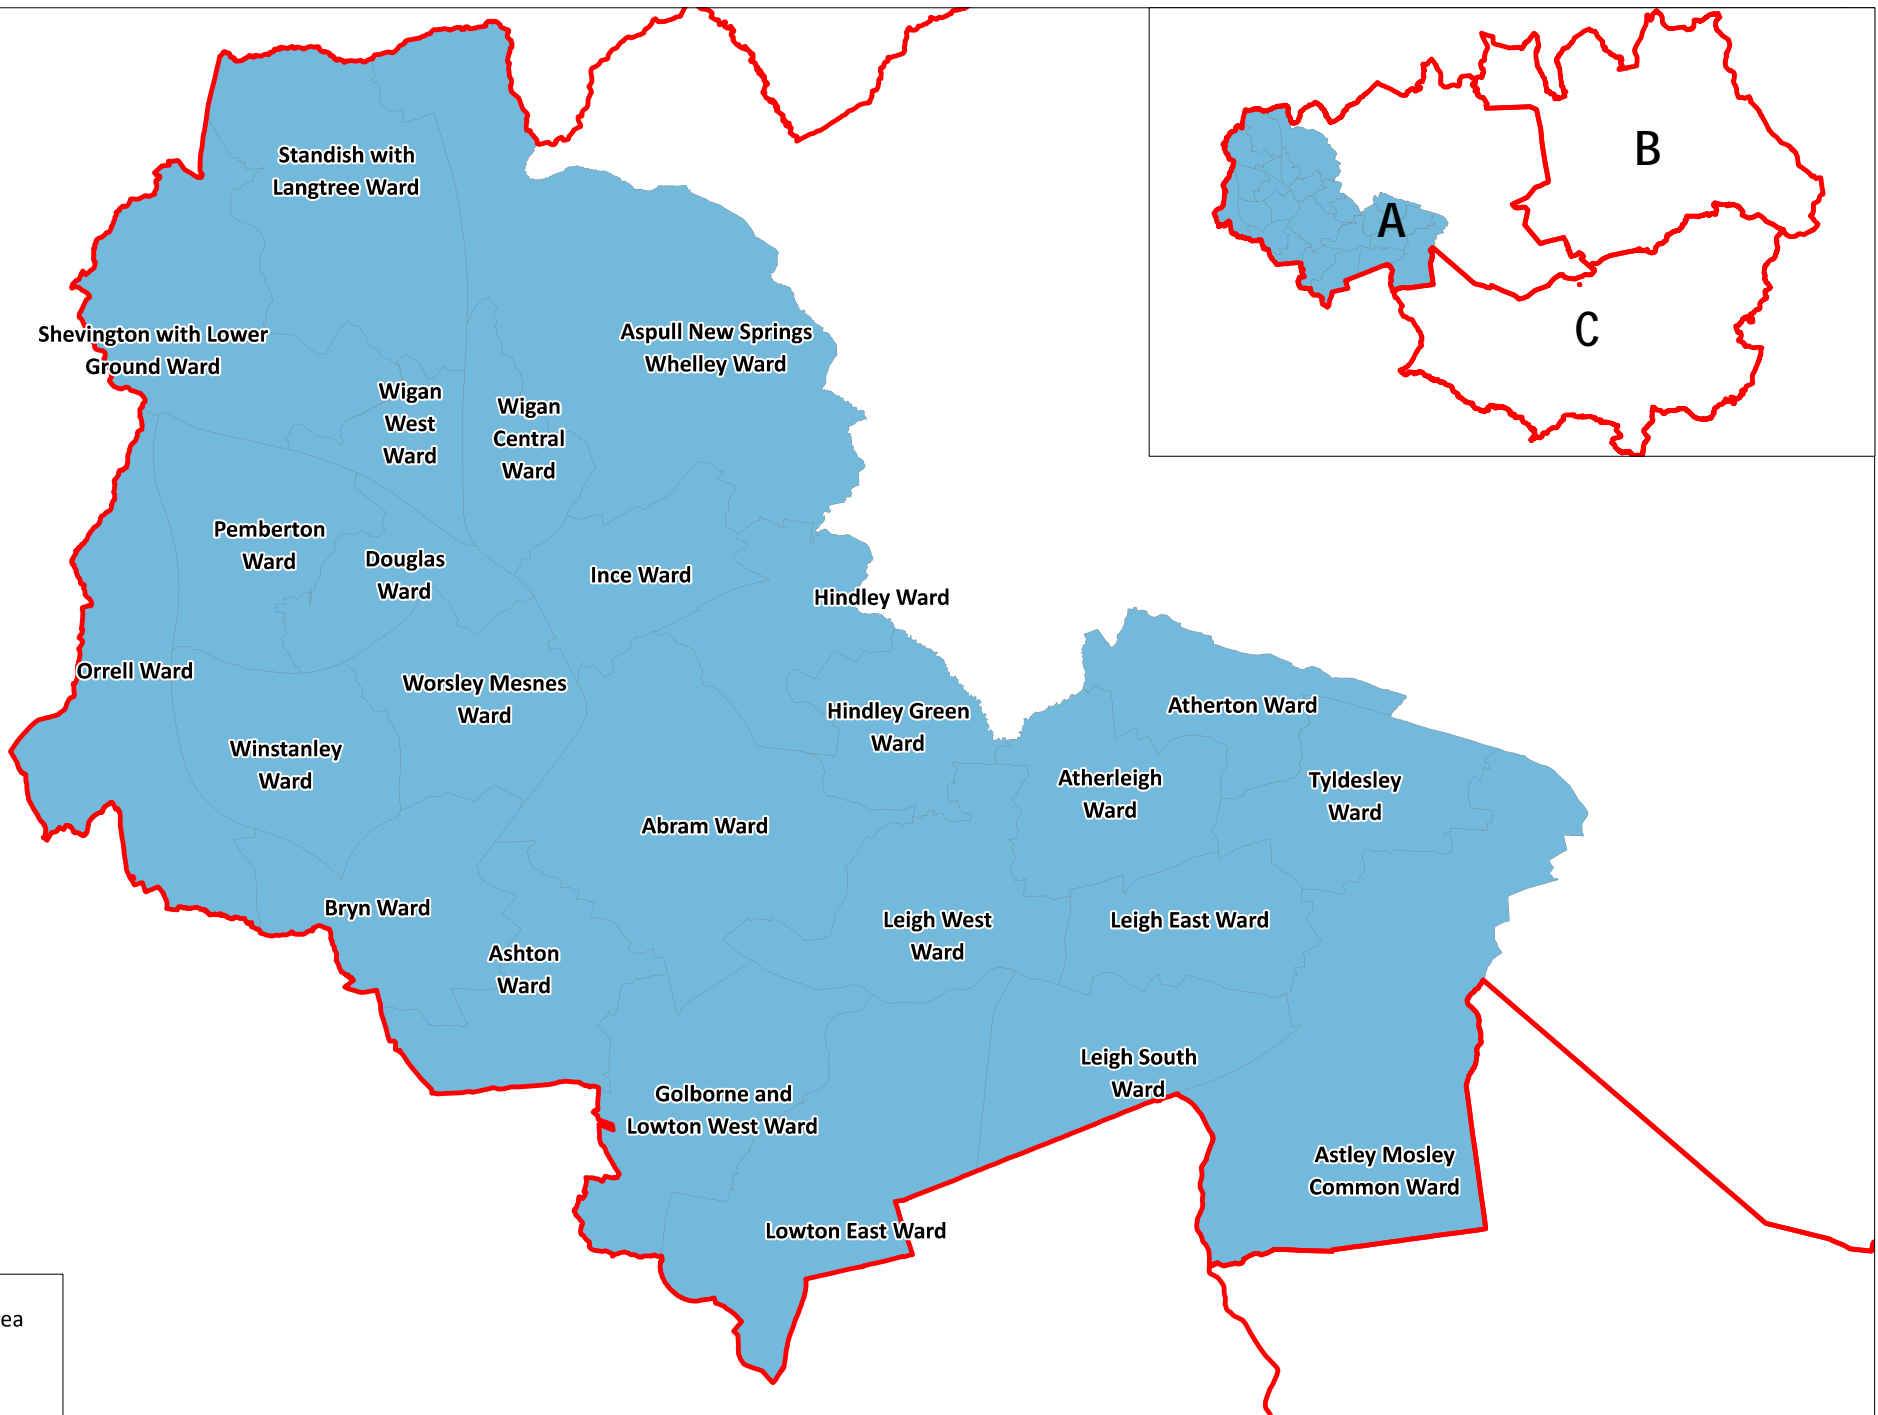 Standish with
Langtree Ward
B
A
C
Shevington with Lower
Ground Ward
Aspull New Springs
Whelley Ward
Wigan
West
Ward
Wigan
Central
Ward
Pemberton
Ward
Douglas
Ward
Ince Ward
Hindley Ward
Orrell Ward
Worsley Mesnes
Ward
Hindley Green
Ward
Atherton Ward
Winstanley
Ward
Atherleigh
Ward
Tyldesley
Ward
Abram Ward
Bryn Ward
Leigh West
Ward
Leigh East Ward
Ashton
Ward
Leigh South
Ward
Golborne and
Lowton West Ward
Astley Mosley
Common Ward
Lowton East Ward
ea